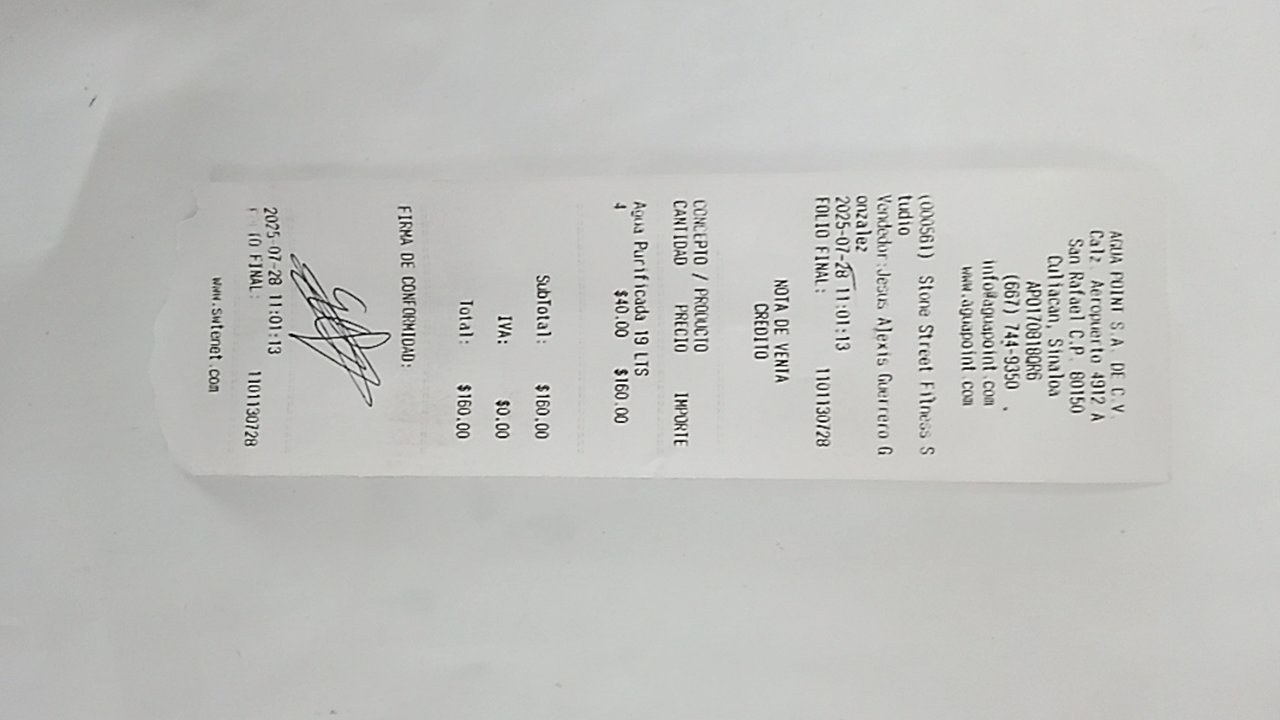 AGUA POINT S.A. DE C.V.
Calz. Aeropuerto 4912 A
San Rafael C.P. 80150
Culiacan, Sinaloa
APO170818QR6
(667) 744-9350
info@aguapoint.com
www.aguapoint.com
(000561) Stone Street Fitness S
tudio
Vendedor:Jesus Alexis Guerrero G
onzalez
2025-07-28 11:01:13
FOLIO FINAL: 1101130728
NOTA DE VENTA
CREDITO
CONCEPTO / PRODUCTO
CANTIDAD PRECIO IMPORTE
Agua Purificada 19 LTS
4 $40.00 $160.00
SubTotal: $160.00
IVA: $0.00
Total: $160.00
FIRMA DE CONFORMIDAD:
2025-07-28 11:01:13
FINAL: 1101130728
www.swtenet.com